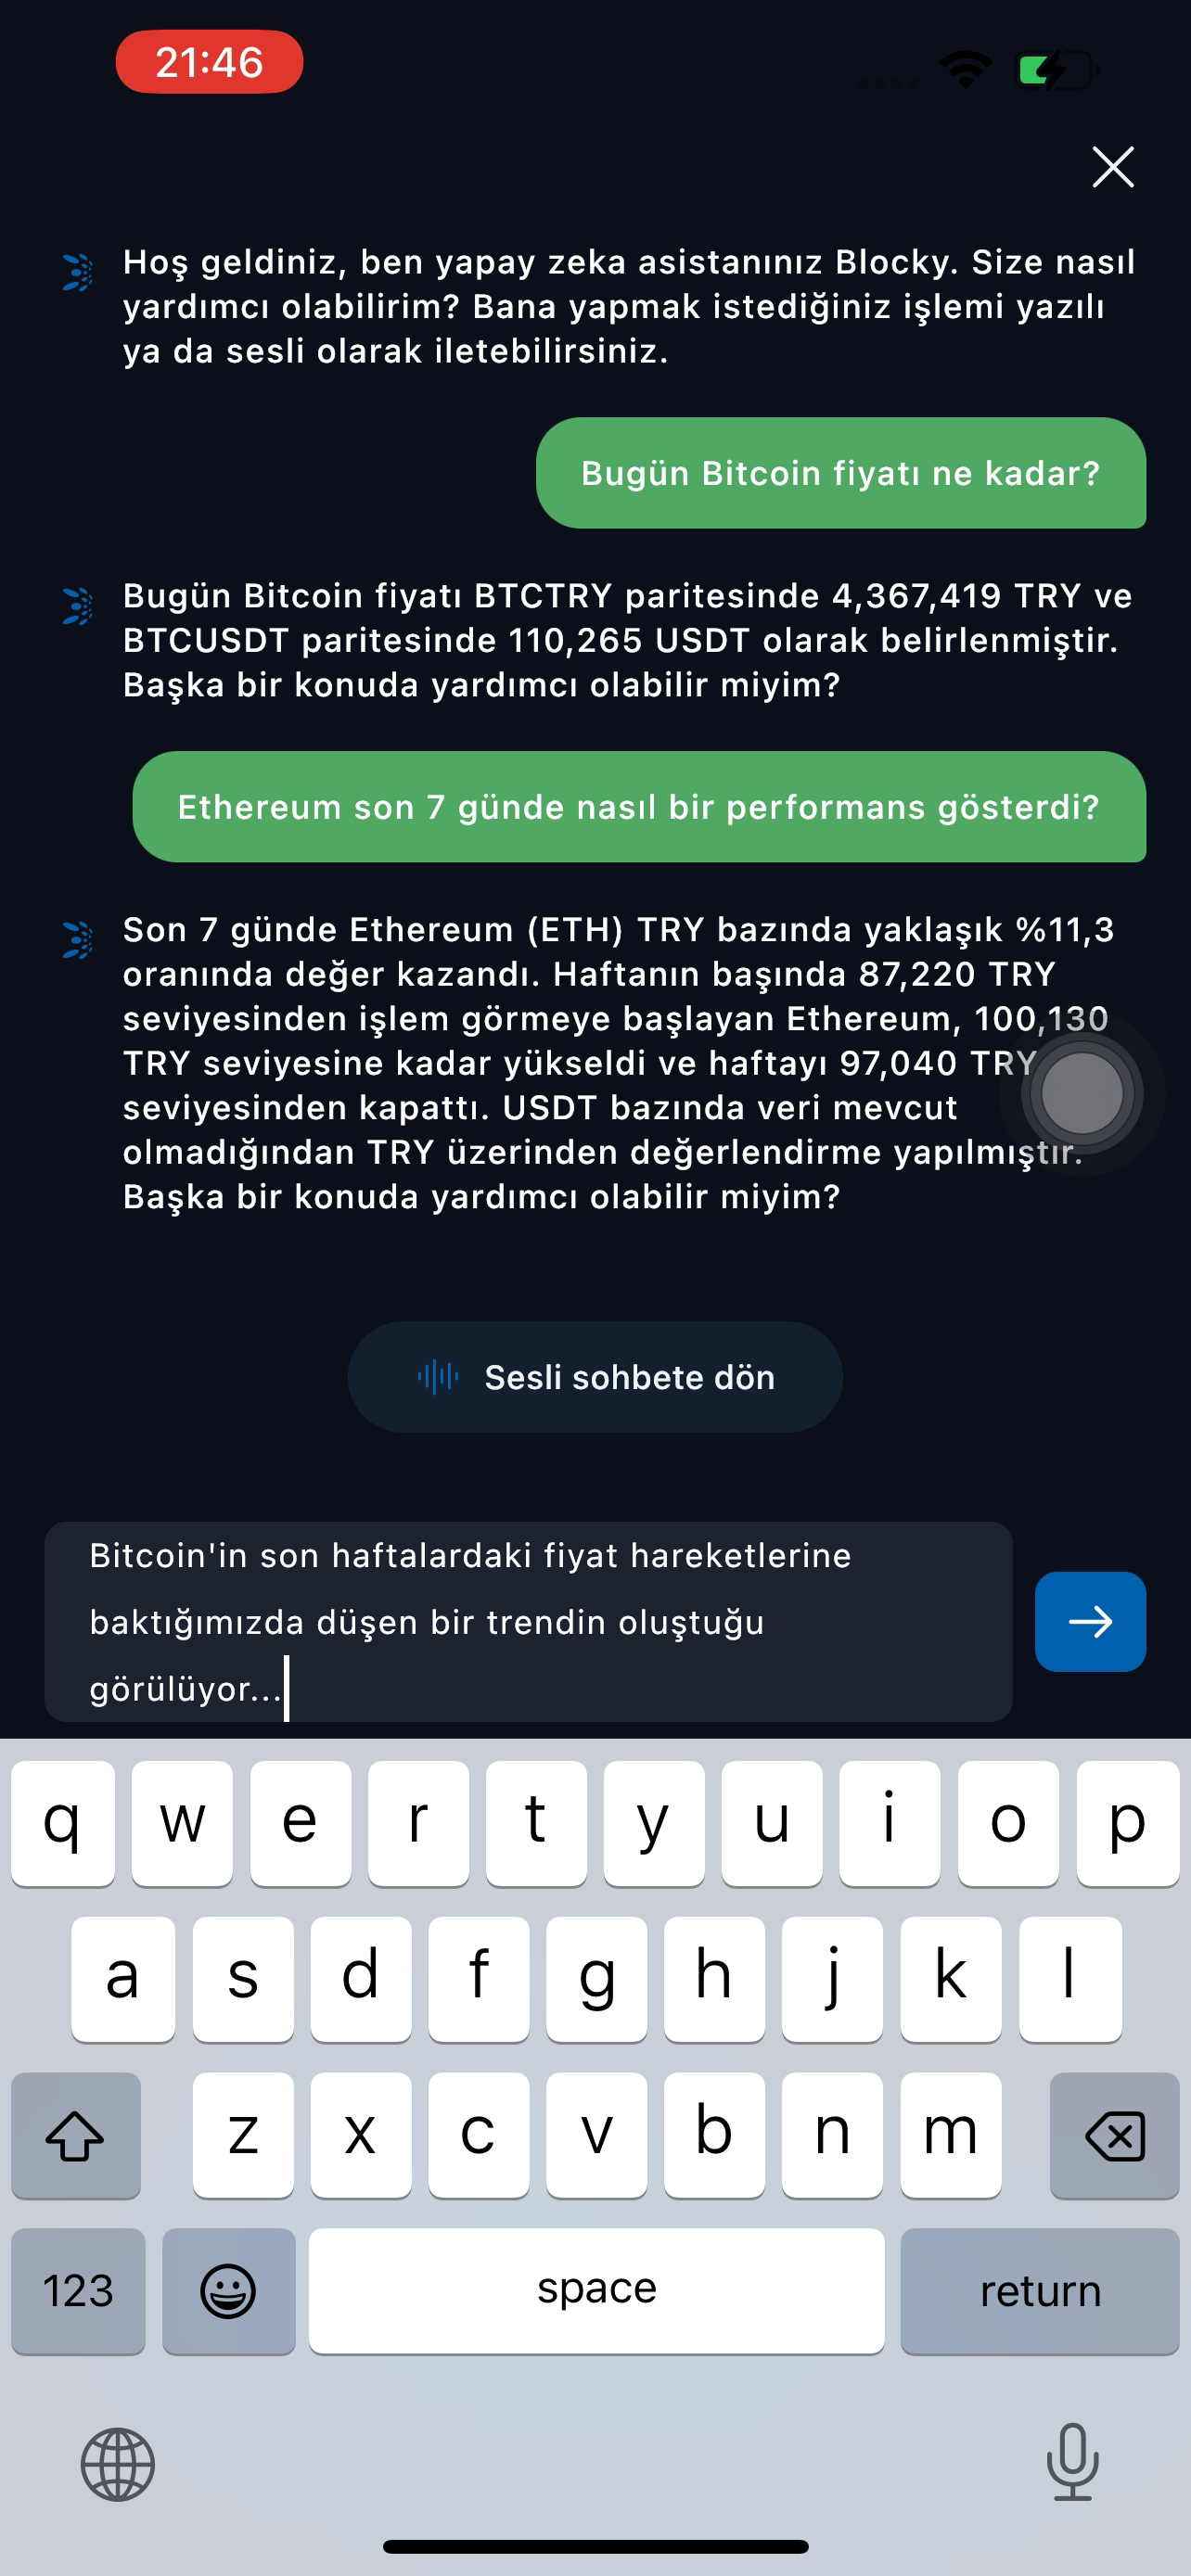 21:46
Hoş geldiniz, ben yapay zeka asistanınız Blocky. Size nasıl
yardımcı olabilirim? Bana yapmak istediğiniz işlemi yazılı
ya da sesli olarak iletebilirsiniz.
Bugün Bitcoin fiyatı ne kadar?
Bugün Bitcoin fiyatı BTCTRY paritesinde 4,367,419 TRY ve
BTCUSDT paritesinde 110,265 USDT olarak belirlenmiştir.
Başka bir konuda yardımcı olabilir miyim?
Ethereum son 7 günde nasıl bir performans gösterdi?
Son 7 günde Ethereum (ETH) TRY bazında yaklaşık %11,3
oranında değer kazandı. Haftanın başında 87,220 TRY
seviyesinden işlem görmeye başlayan Ethereum, 100,130
TRY seviyesine kadar yükseldi ve haftayı 97,040 TRY
seviyesinden kapattı. USDT bazında veri mevcut
olmadığından TRY üzerinden değerlendirme yapılmıştır.
Başka bir konuda yardımcı olabilir miyim?
Sesli sohbete dön
Bitcoin'in son haftalardaki fiyat hareketlerine
baktığımızda düşen bir trendin oluştuğu
görülüyor...
q w e r t y u i o p
a s d f g h j k l
z x c v b n m
123 space return